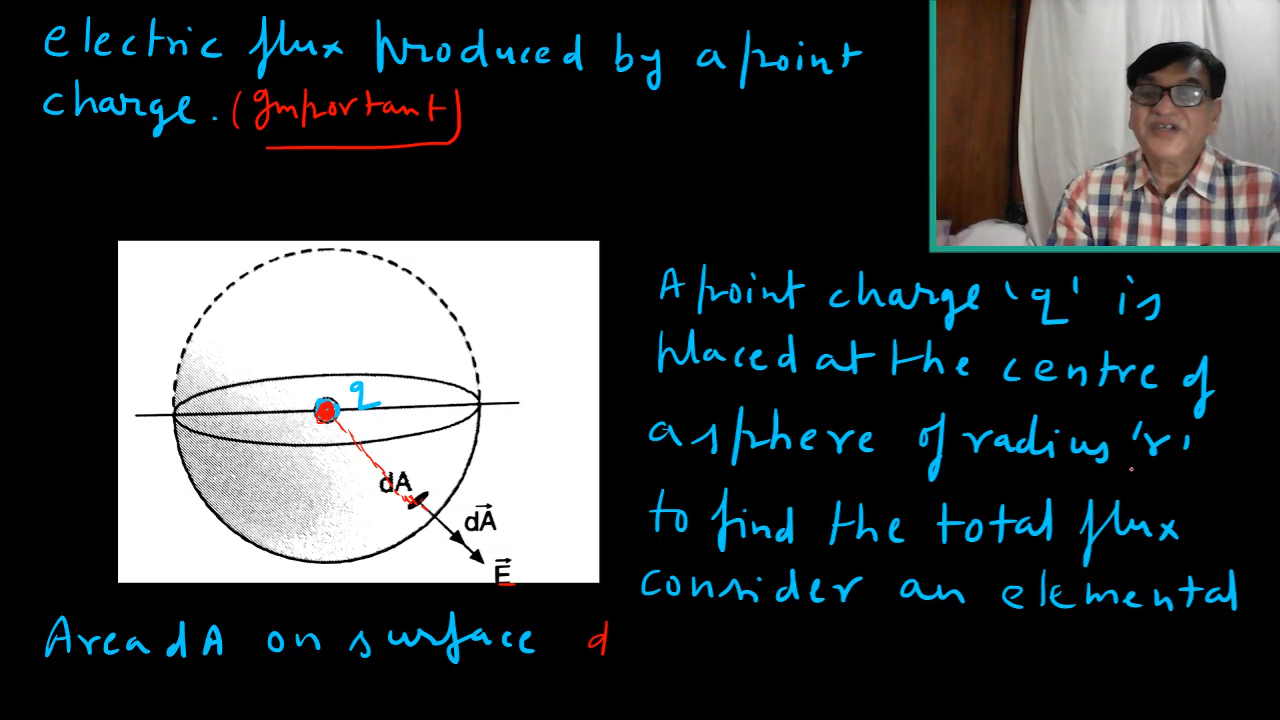 electric flux produced by a point
charge. (Important)
q
dA
dA⃗
E⃗
A point charge 'q' is
placed at the centre of
a sphere of radius 'r'
to find the total flux
consider an elemental
Area dA on surface d